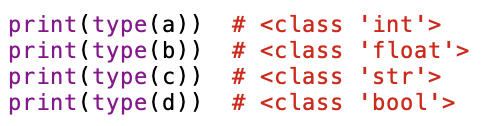 print(type(a))  # <class 'int'>
print(type(b))  # <class 'float'>
print(type(c))  # <class 'str'>
print(type(d))  # <class 'bool'>